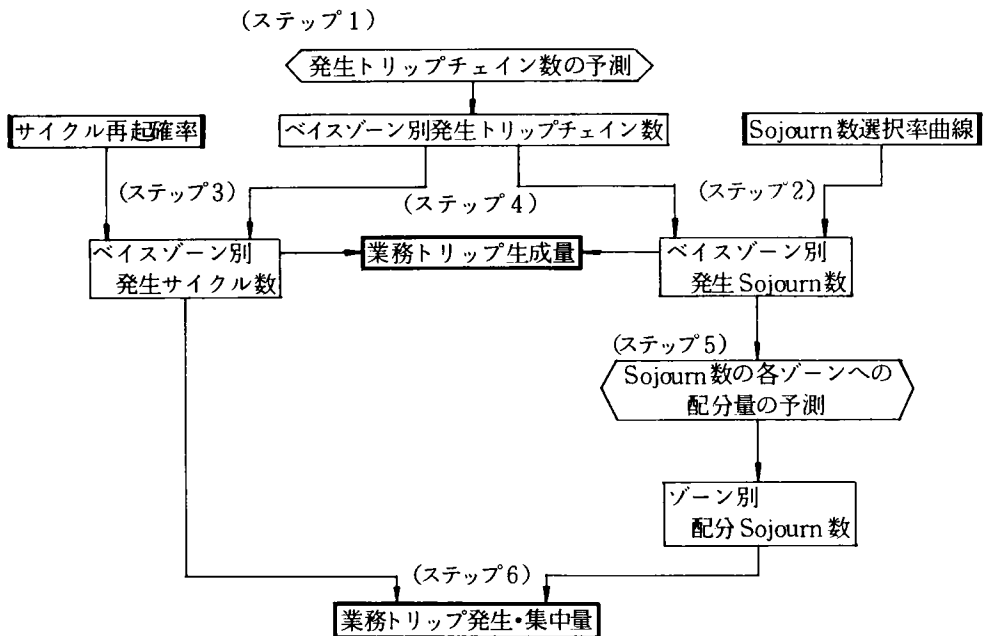 (ステップ1)
発生トリップチェイン数の予測
サイクル再起確率
ベイスゾーン別発生トリップチェイン数
Sojourn数選択率曲線
(ステップ3)
(ステップ4)
(ステップ2)
ベイスゾーン別
発生サイクル数
業務トリップ生成量
ベイスゾーン別
発生Sojourn数
(ステップ5)
Sojourn数の各ゾーンへの
配分量の予測
ゾーン別
配分Sojourn数
(ステップ6)
業務トリップ発生・集中量